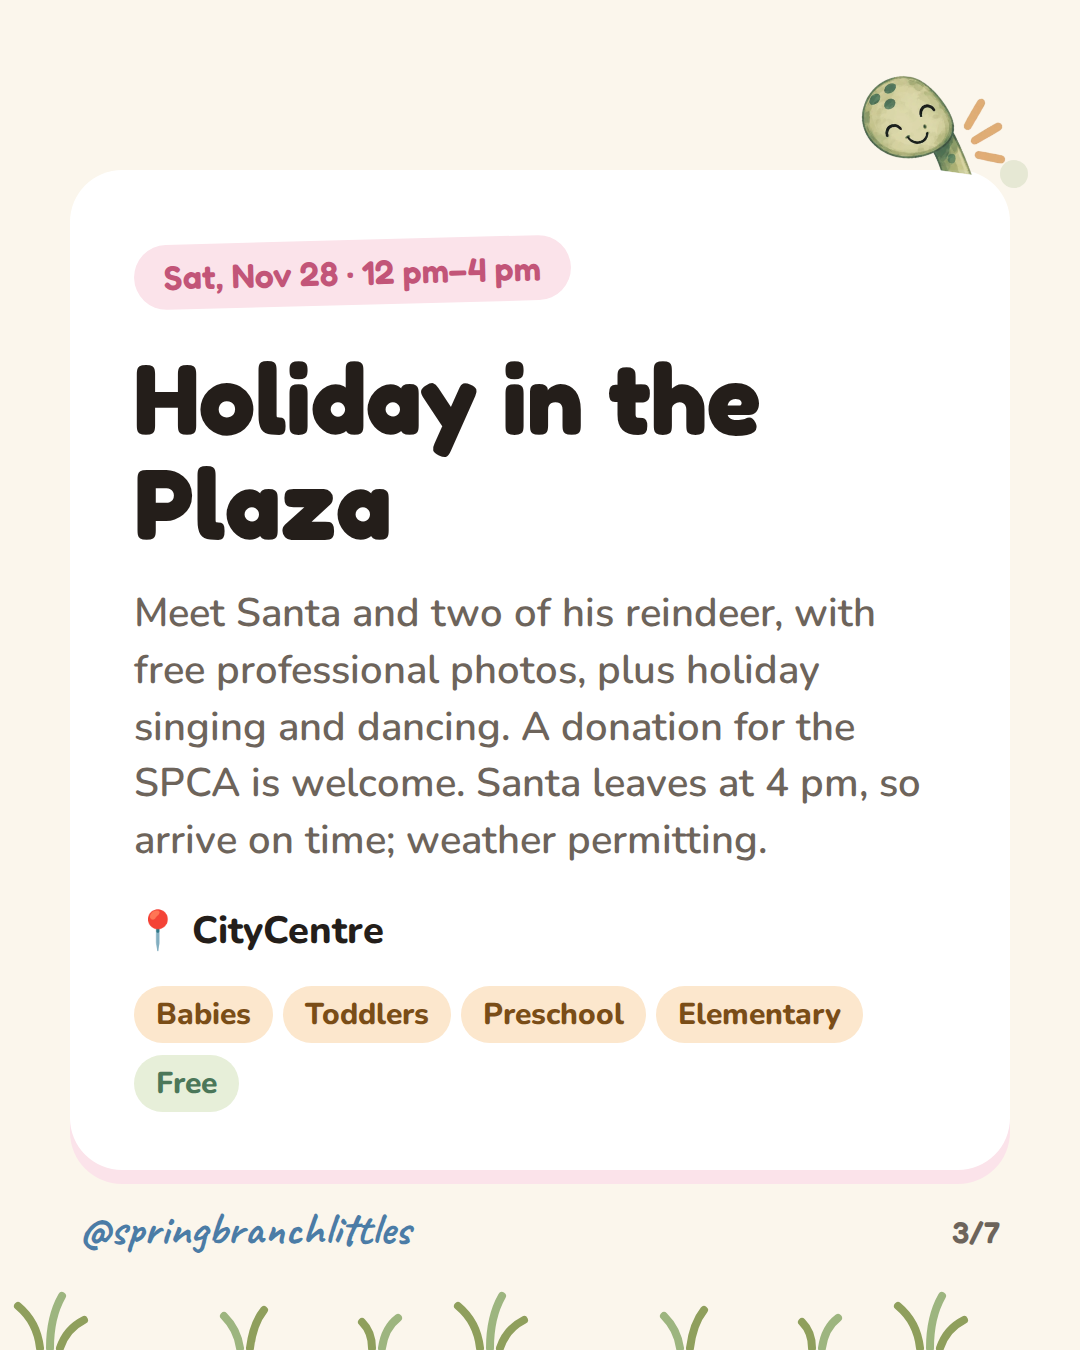 Sat, Nov 28 · 12 pm–4 pm
Holiday in the
Plaza
Meet Santa and two of his reindeer, with
free professional photos, plus holiday
singing and dancing. A donation for the
SPCA is welcome. Santa leaves at 4 pm, so
arrive on time; weather permitting.
📍 CityCentre
Babies Toddlers Preschool Elementary
Free
@springbranchlittles 3/7